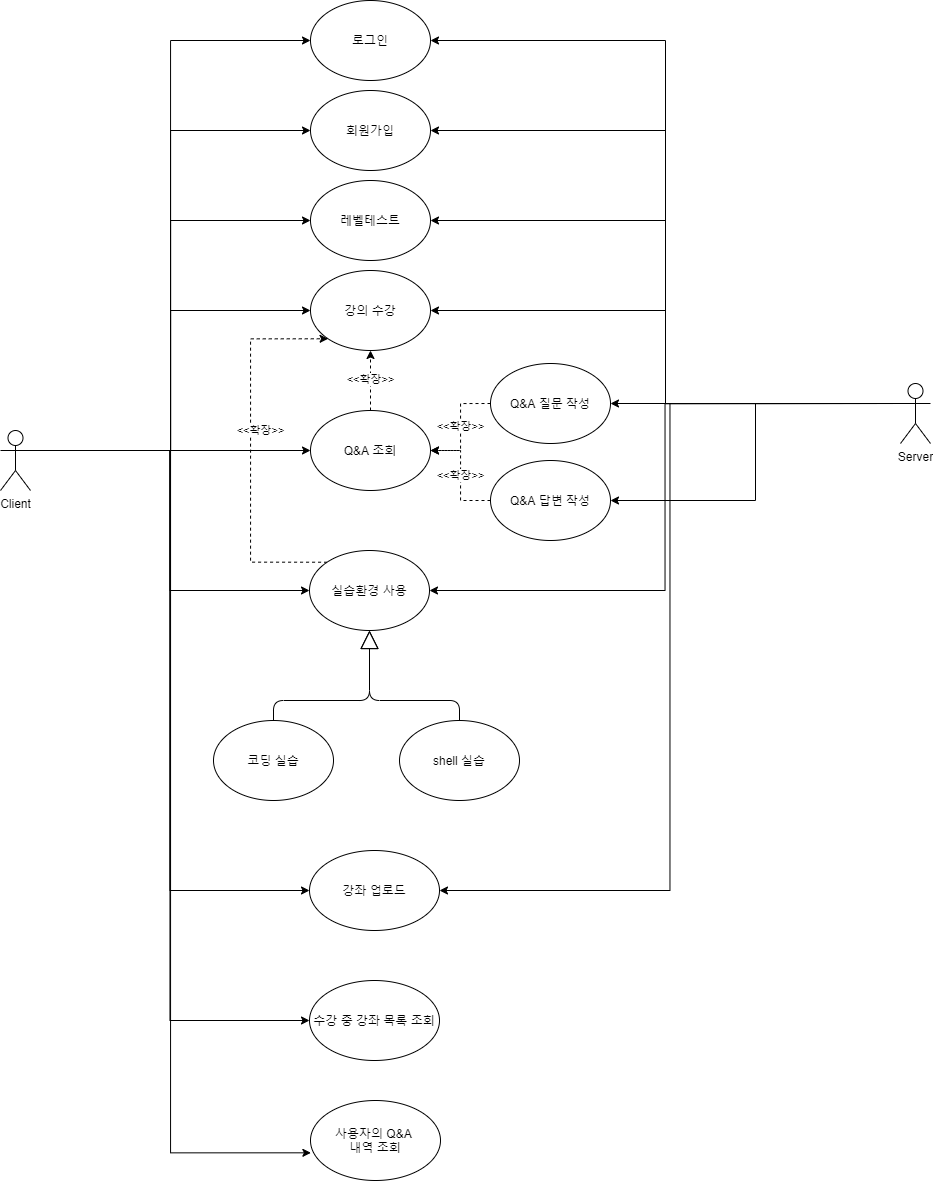 로그인
회원가입
레벨테스트
강의 수강
<<확장>>
Q&A 질문 작성
<<확장>>
<<확장>>
Q&A 조회
Server
<<확장>>
Q&A 답변 작성
Client
실습환경 사용
코딩 실습
shell 실습
강좌 업로드
수강 중 강좌 목록 조회
사용자의 Q&A
내역 조회